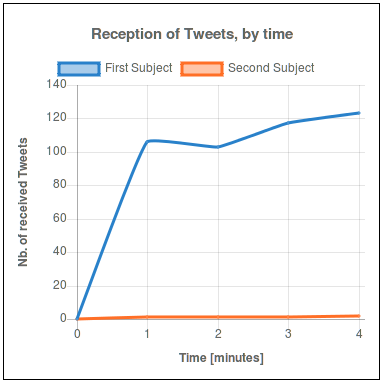 Reception of Tweets, by time
First Subject Second Subject
140
120
100
80
60
40
20
0
0 1 2 3 4
Nb. of received Tweets
Time [minutes]